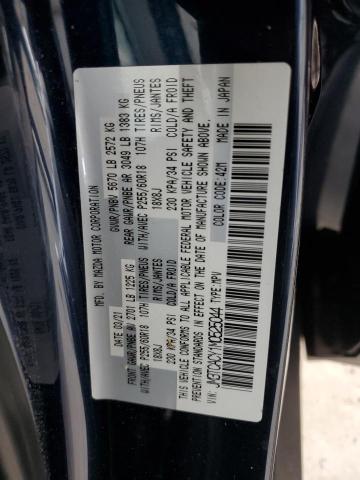 MFD. BY MAZDA MOTOR CORPORATION
DATE 03/21 GVWR/PNBV 5670 LB 2572 KG
FRONT GAWR/PNBE AV 2701 LB 1225 KG REAR GAWR/PNBE AR 3049 LB 1383 KG
WITH/AVEC P255/60R18 107H TIRES/PNEUS WITH/AVEC P255/60R18 107H TIRES/PNEUS
18X8J RIMS/JANTES 18X8J RIMS/JANTES
230 KPA/34 PSI COLD/A FROID 230 KPA/34 PSI COLD/A FROID
THIS VEHICLE CONFORMS TO ALL APPLICABLE FEDERAL MOTOR VEHICLE SAFETY AND THEFT
PREVENTION STANDARDS IN EFFECT ON THE DATE OF MANUFACTURE SHOWN ABOVE.
TYPE:MPV COLOR CODE:42M MADE IN JAPAN